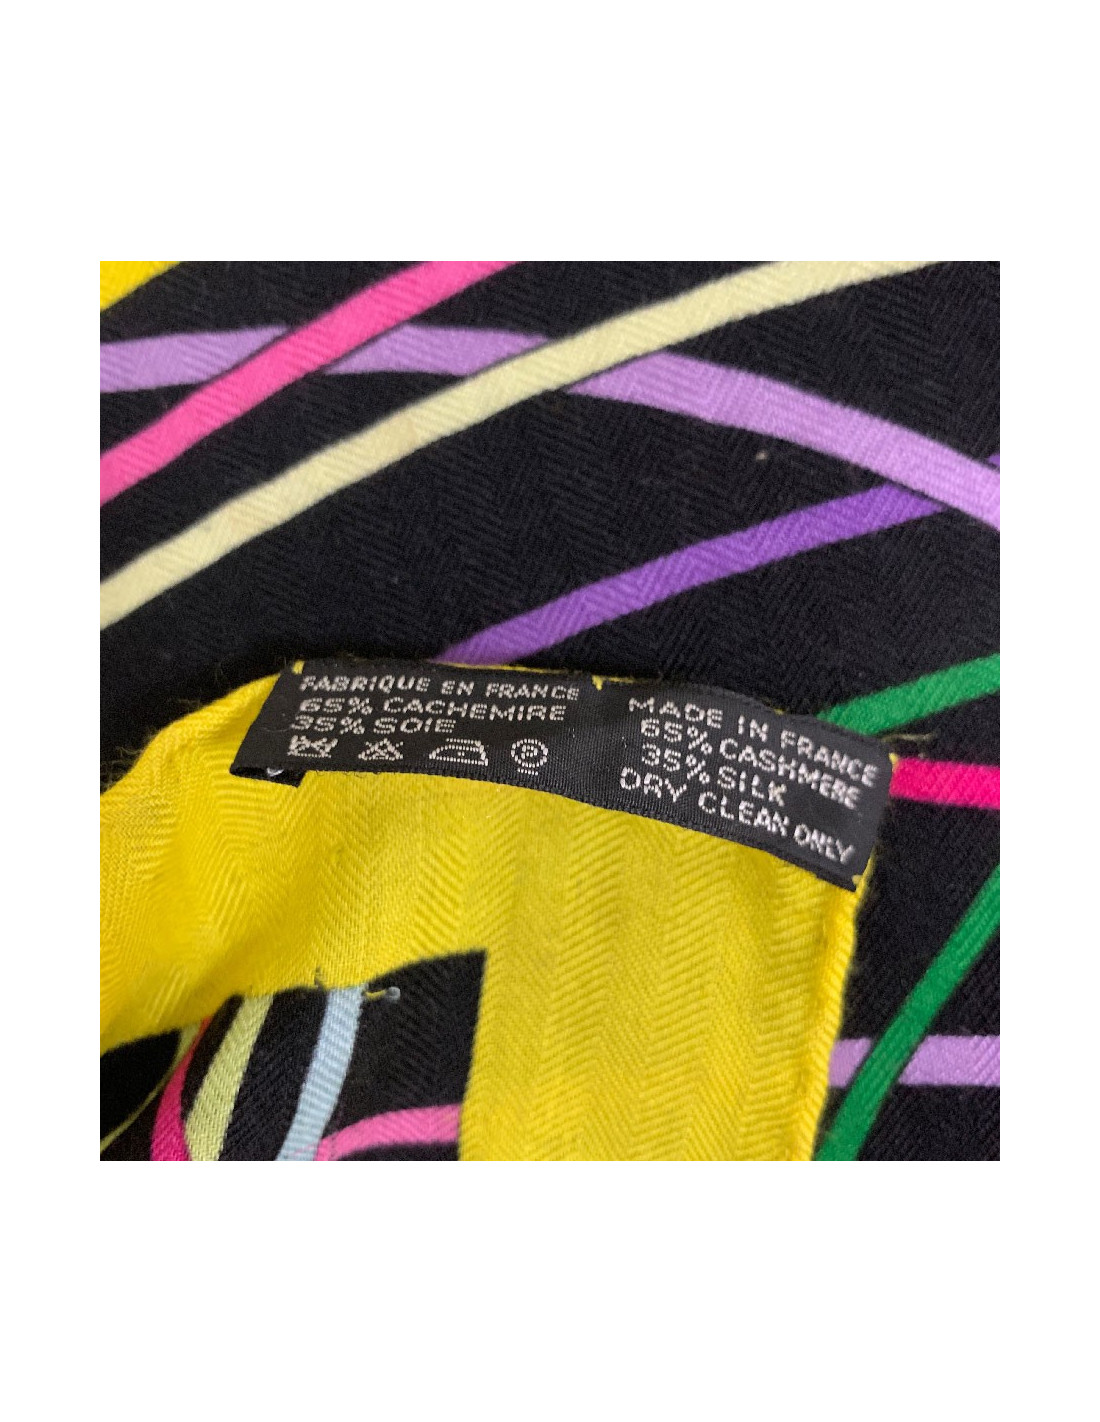 FABRIQUE EN FRANCE
65% CACHEMIRE
35% SOIE
P
MADE IN FRANCE
65% CASHMERE
35% SILK
DRY CLEAN ONLY